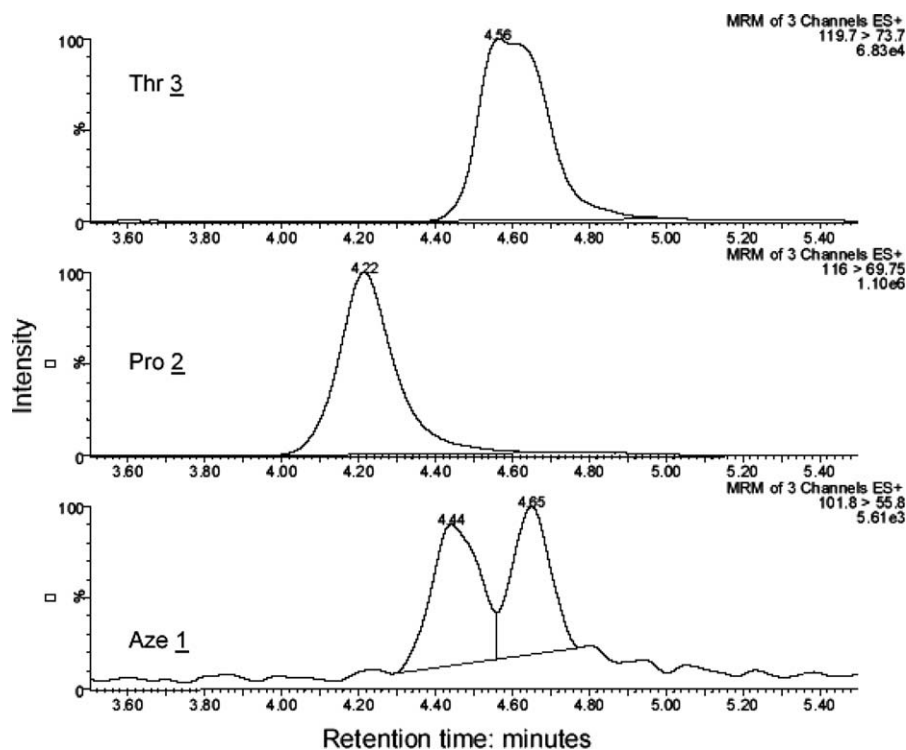 MRM of 3 Channels ES+
119.7 > 73.7
6.83e4
100
4.56
Thr 3
%
0
3.60 3.80 4.00 4.20 4.40 4.60 4.80 5.00 5.20 5.40
MRM of 3 Channels ES+
116 > 69.75
1.10e6
100
4.22
Pro 2
%
0
3.60 3.80 4.00 4.20 4.40 4.60 4.80 5.00 5.20 5.40
Intensity
MRM of 3 Channels ES+
101.8 > 55.8
5.61e3
100
4.44 4.65
%
Aze 1
0
3.60 3.80 4.00 4.20 4.40 4.60 4.80 5.00 5.20 5.40
Retention time: minutes